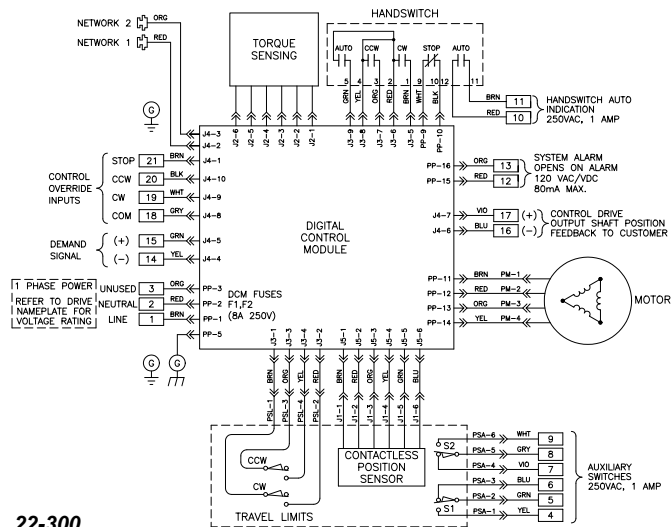 HANDSWITCH
NETWORK 2 ORG
NETWORK 1 RED
TORQUE
SENSING
AUTO CCW CW STOP AUTO
5 4 3 2 1 9 10 12 11
GRN YEL ORG RED BRN WHT BLK
J3-9 J3-8 J3-7 J3-6 J3-5 PP-9 PP-10
BRN 11
RED 10
HANDSWITCH AUTO
INDICATION
250VAC, 1 AMP
G
J2-6 J2-5 J2-4 J2-3 J2-2 J2-1
J4-3
J4-2
CONTROL
OVERRIDE
INPUTS
STOP 21 BRN J4-1
CCW 20 BLK J4-10
CW 19 WHT J4-9
COM 18 GRY J4-8
DEMAND
SIGNAL
(+) 15 GRN J4-5
(-) 14 YEL J4-4
PP-16 ORG 13
PP-15 RED 12
SYSTEM ALARM
OPENS ON ALARM
120 VAC/VDC
80mA MAX.
DIGITAL
CONTROL
MODULE
J4-7 VIO 17 (+)
J4-6 BLU 16 (-)
CONTROL DRIVE
OUTPUT SHAFT POSITION
FEEDBACK TO CUSTOMER
1 PHASE POWER
REFER TO DRIVE
NAMEPLATE FOR
VOLTAGE RATING
UNUSED 3 ORG PP-3
NEUTRAL 2 RED PP-2
LINE 1 BRN PP-1
PP-5
DCM FUSES
F1,F2
(8A 250V)
PP-11 BRN PM-1
PP-12 RED PM-2
PP-13 ORG PM-3
PP-14 YEL PM-4
MOTOR
G G
J3-1 J3-3 J3-4 J3-2 J5-1 J5-2 J5-3 J5-4 J5-5 J5-6
BRN ORG YEL RED BRN RED ORG YEL GRN BLU
PSL-1 PSL-3 PSL-4 PSL-2 J1-1 J1-2 J1-3 J1-4 J1-5 J1-6
CCW
CW
TRAVEL LIMITS
CONTACTLESS
POSITION
SENSOR
S2
S1
PSA-6 WHT 9
PSA-5 GRY 8
PSA-4 VIO 7
PSA-3 BLU 6
PSA-2 GRN 5
PSA-1 YEL 4
AUXILIARY
SWITCHES
250VAC, 1 AMP
22-300